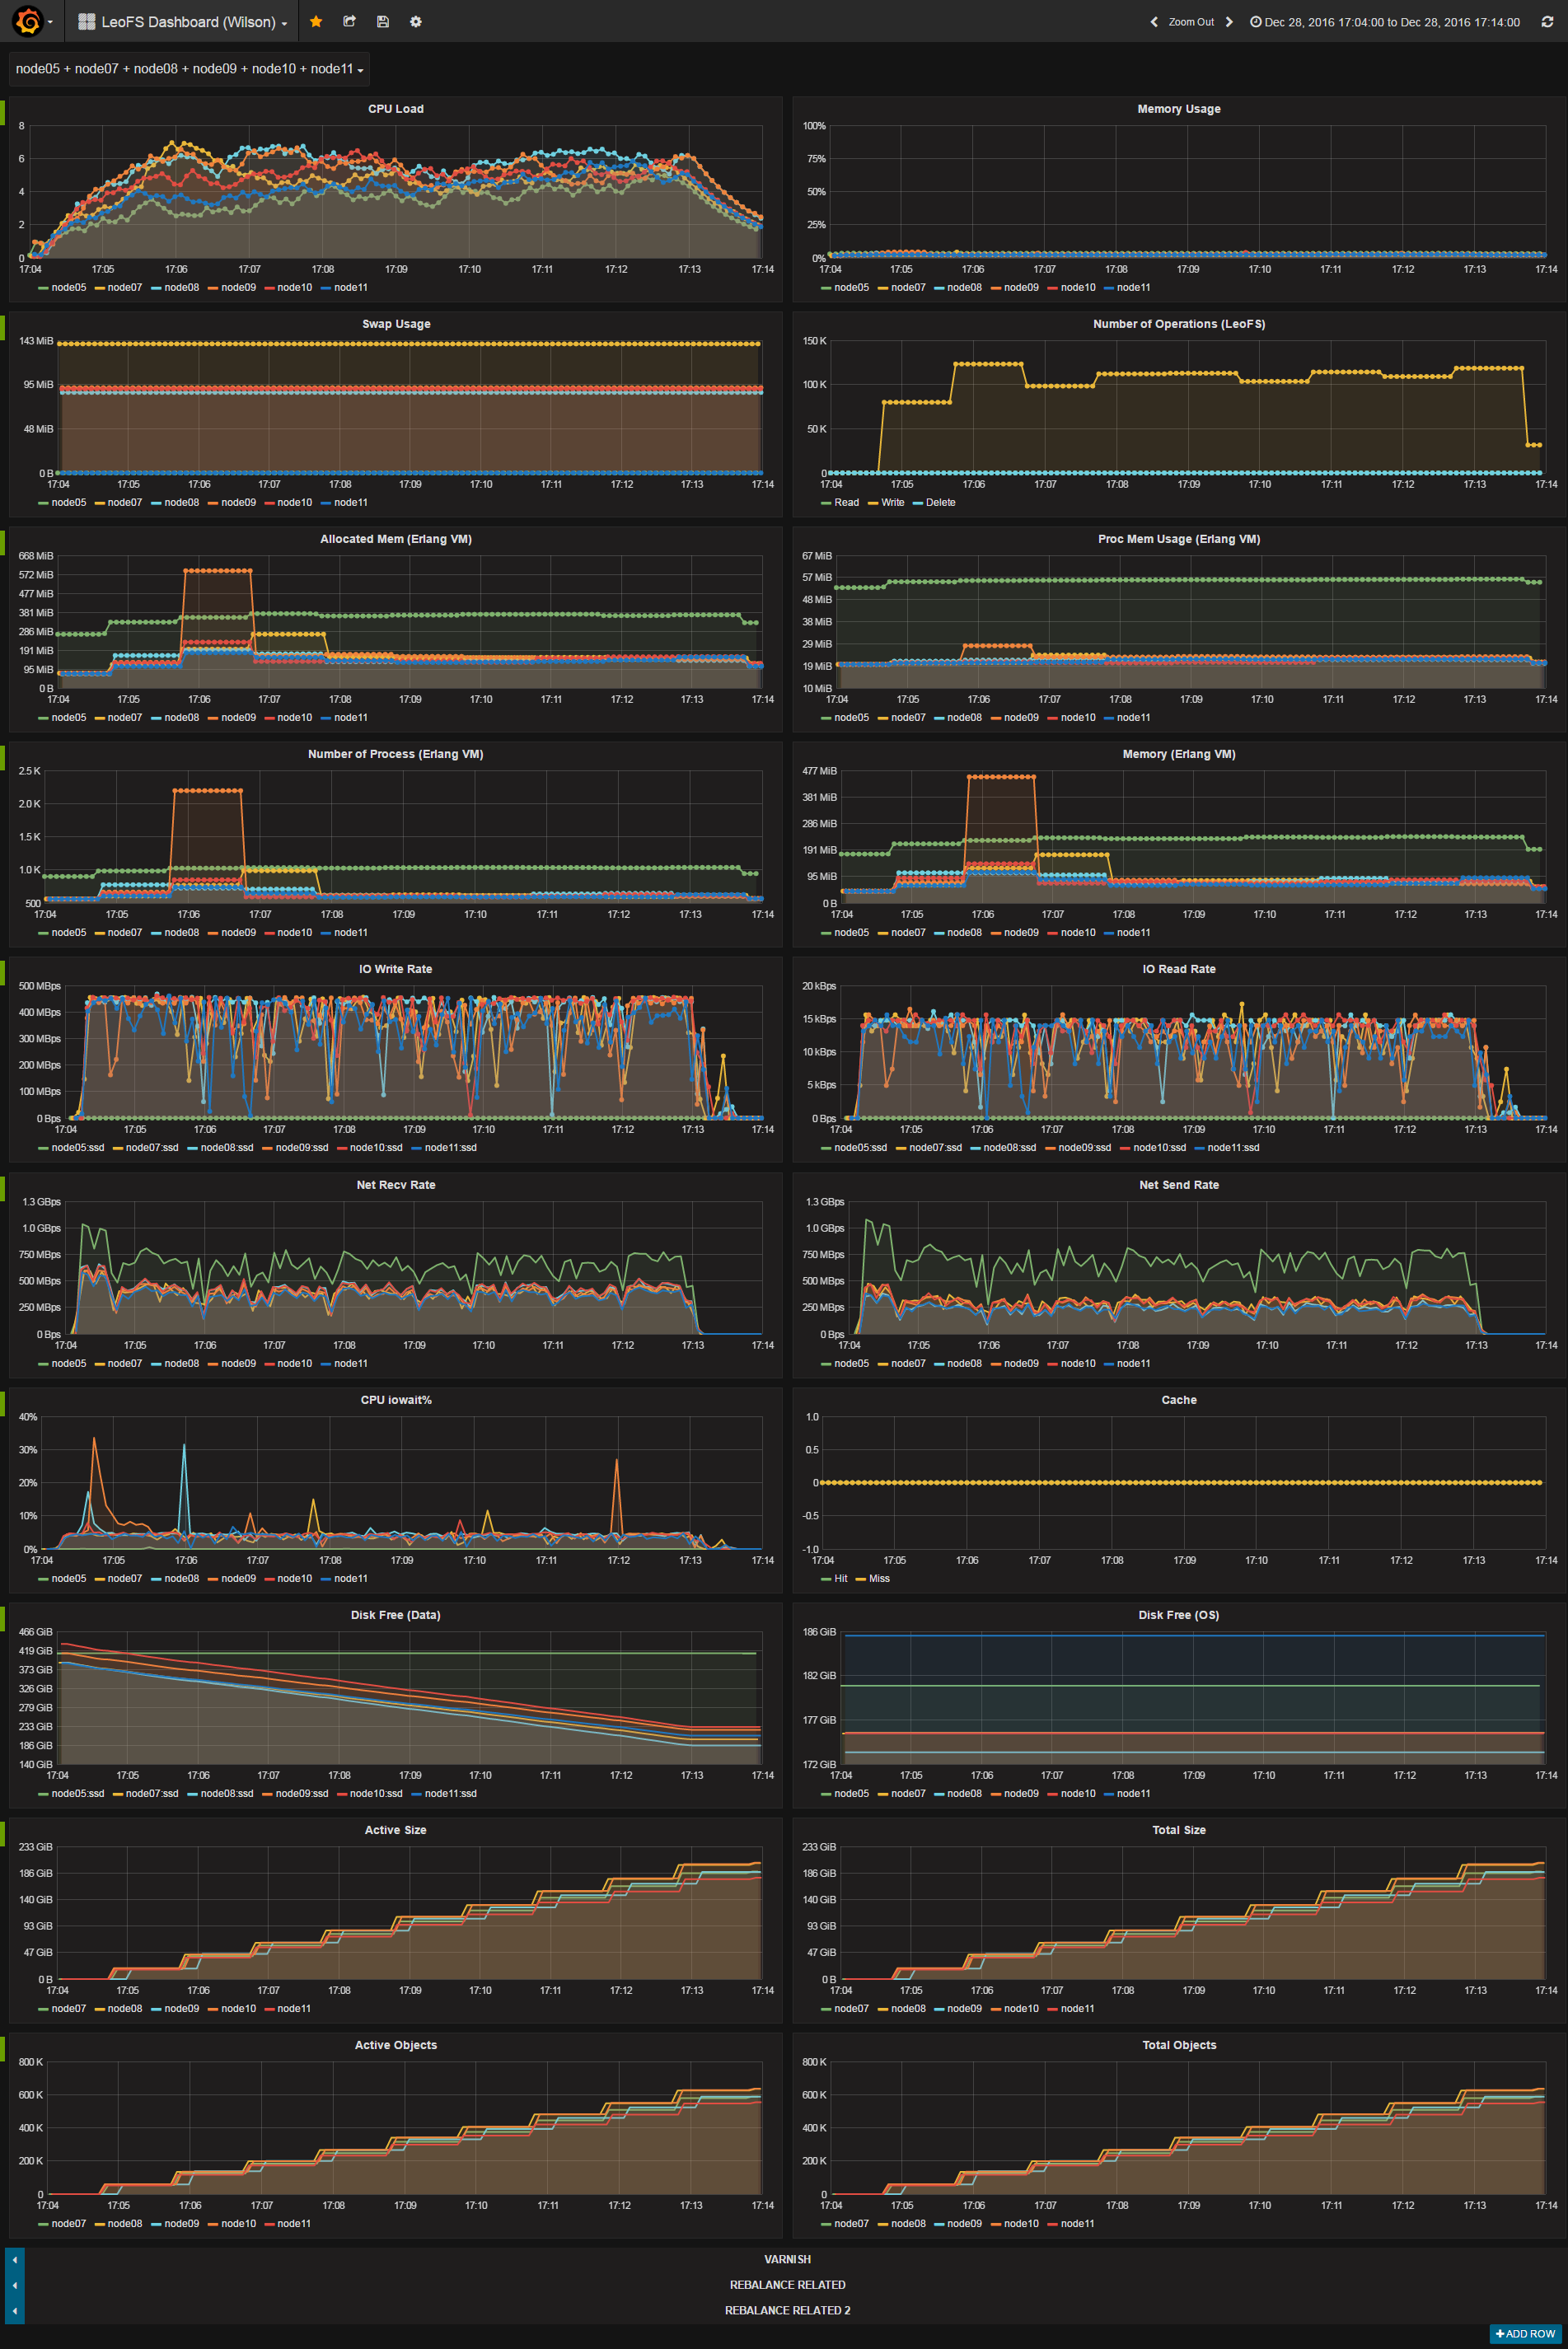 LeoFS Dashboard (Wilson)
Zoom Out
Dec 28, 2016 17:04:00 to Dec 28, 2016 17:14:00
node05 + node07 + node08 + node09 + node10 + node11
CPU Load
8
6
4
2
0
17:04 17:05 17:06 17:07 17:08 17:09 17:10 17:11 17:12 17:13 17:14
node05 node07 node08 node09 node10 node11
Memory Usage
100%
75%
50%
25%
0%
17:04 17:05 17:06 17:07 17:08 17:09 17:10 17:11 17:12 17:13 17:14
node05 node07 node08 node09 node10 node11
Swap Usage
143 MiB
95 MiB
48 MiB
0 B
17:04 17:05 17:06 17:07 17:08 17:09 17:10 17:11 17:12 17:13 17:14
node05 node07 node08 node09 node10 node11
Number of Operations (LeoFS)
150 K
100 K
50 K
0
17:04 17:05 17:06 17:07 17:08 17:09 17:10 17:11 17:12 17:13 17:14
Read Write Delete
Allocated Mem (Erlang VM)
668 MiB
572 MiB
477 MiB
381 MiB
286 MiB
191 MiB
95 MiB
0 B
17:04 17:05 17:06 17:07 17:08 17:09 17:10 17:11 17:12 17:13 17:14
node05 node07 node08 node09 node10 node11
Proc Mem Usage (Erlang VM)
67 MiB
57 MiB
48 MiB
38 MiB
29 MiB
19 MiB
10 MiB
17:04 17:05 17:06 17:07 17:08 17:09 17:10 17:11 17:12 17:13 17:14
node05 node07 node08 node09 node10 node11
Number of Process (Erlang VM)
2.5 K
2.0 K
1.5 K
1.0 K
500
17:04 17:05 17:06 17:07 17:08 17:09 17:10 17:11 17:12 17:13 17:14
node05 node07 node08 node09 node10 node11
Memory (Erlang VM)
477 MiB
381 MiB
286 MiB
191 MiB
95 MiB
0 B
17:04 17:05 17:06 17:07 17:08 17:09 17:10 17:11 17:12 17:13 17:14
node05 node07 node08 node09 node10 node11
IO Write Rate
500 MBps
400 MBps
300 MBps
200 MBps
100 MBps
0 Bps
17:04 17:05 17:06 17:07 17:08 17:09 17:10 17:11 17:12 17:13 17:14
node05:ssd node07:ssd node08:ssd node09:ssd node10:ssd node11:ssd
IO Read Rate
20 kBps
15 kBps
10 kBps
5 kBps
0 Bps
17:04 17:05 17:06 17:07 17:08 17:09 17:10 17:11 17:12 17:13 17:14
node05:ssd node07:ssd node08:ssd node09:ssd node10:ssd node11:ssd
Net Recv Rate
1.3 GBps
1.0 GBps
750 MBps
500 MBps
250 MBps
0 Bps
17:04 17:05 17:06 17:07 17:08 17:09 17:10 17:11 17:12 17:13 17:14
node05 node07 node08 node09 node10 node11
Net Send Rate
1.3 GBps
1.0 GBps
750 MBps
500 MBps
250 MBps
0 Bps
17:04 17:05 17:06 17:07 17:08 17:09 17:10 17:11 17:12 17:13 17:14
node05 node07 node08 node09 node10 node11
CPU iowait%
40%
30%
20%
10%
0%
17:04 17:05 17:06 17:07 17:08 17:09 17:10 17:11 17:12 17:13 17:14
node05 node07 node08 node09 node10 node11
Cache
1.0
0.5
0
-0.5
-1.0
17:04 17:05 17:06 17:07 17:08 17:09 17:10 17:11 17:12 17:13 17:14
Hit Miss
Disk Free (Data)
466 GiB
419 GiB
373 GiB
326 GiB
279 GiB
233 GiB
186 GiB
140 GiB
17:04 17:05 17:06 17:07 17:08 17:09 17:10 17:11 17:12 17:13 17:14
node05:ssd node07:ssd node08:ssd node09:ssd node10:ssd node11:ssd
Disk Free (OS)
186 GiB
182 GiB
177 GiB
172 GiB
17:04 17:05 17:06 17:07 17:08 17:09 17:10 17:11 17:12 17:13 17:14
node05 node07 node08 node09 node10 node11
Active Size
233 GiB
186 GiB
140 GiB
93 GiB
47 GiB
0 B
17:04 17:05 17:06 17:07 17:08 17:09 17:10 17:11 17:12 17:13 17:14
node07 node08 node09 node10 node11
Total Size
233 GiB
186 GiB
140 GiB
93 GiB
47 GiB
0 B
17:04 17:05 17:06 17:07 17:08 17:09 17:10 17:11 17:12 17:13 17:14
node07 node08 node09 node10 node11
Active Objects
800 K
600 K
400 K
200 K
0
17:04 17:05 17:06 17:07 17:08 17:09 17:10 17:11 17:12 17:13 17:14
node07 node08 node09 node10 node11
Total Objects
800 K
600 K
400 K
200 K
0
17:04 17:05 17:06 17:07 17:08 17:09 17:10 17:11 17:12 17:13 17:14
node07 node08 node09 node10 node11
VARNISH
REBALANCE RELATED
REBALANCE RELATED 2
+ ADD ROW